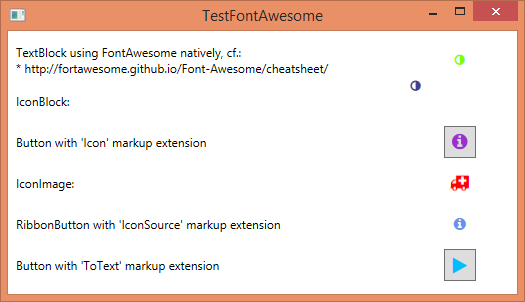 TestFontAwesome
TextBlock using FontAwesome natively, cf.:
* http://fortawesome.github.io/Font-Awesome/cheatsheet/
IconBlock:
Button with 'Icon' markup extension
IconImage:
RibbonButton with 'IconSource' markup extension
Button with 'ToText' markup extension